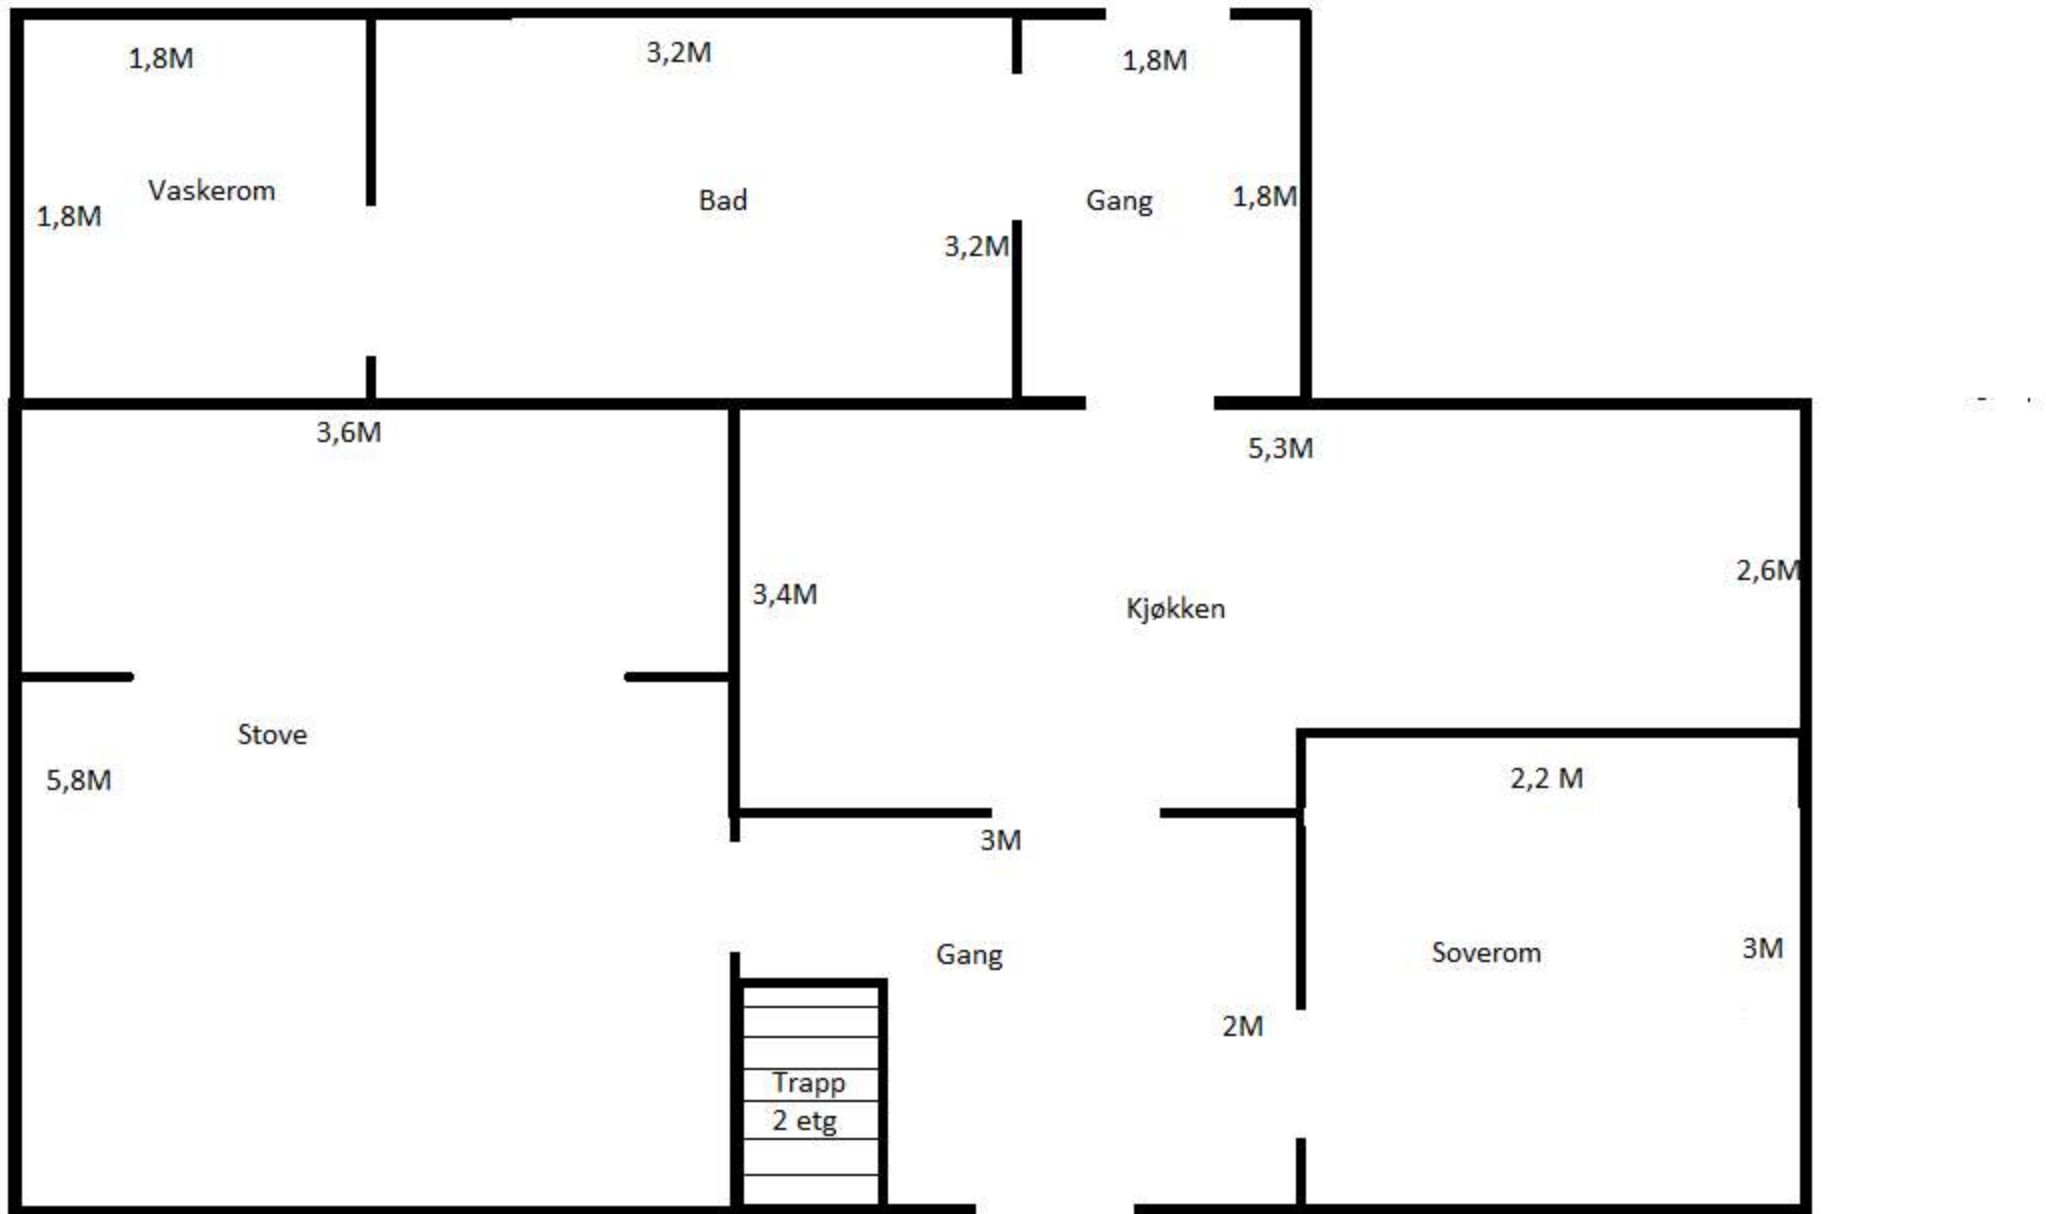 1,8M
3,2M
1,8M
Vaskerom
Bad
Gang
1,8M
1,8M
3,2M
3,6M
5,3M
2,6M
3,4M
Kjøkken
Stove
5,8M
2,2 M
3M
Gang
Soverom
3M
2M
Trapp
2 etg